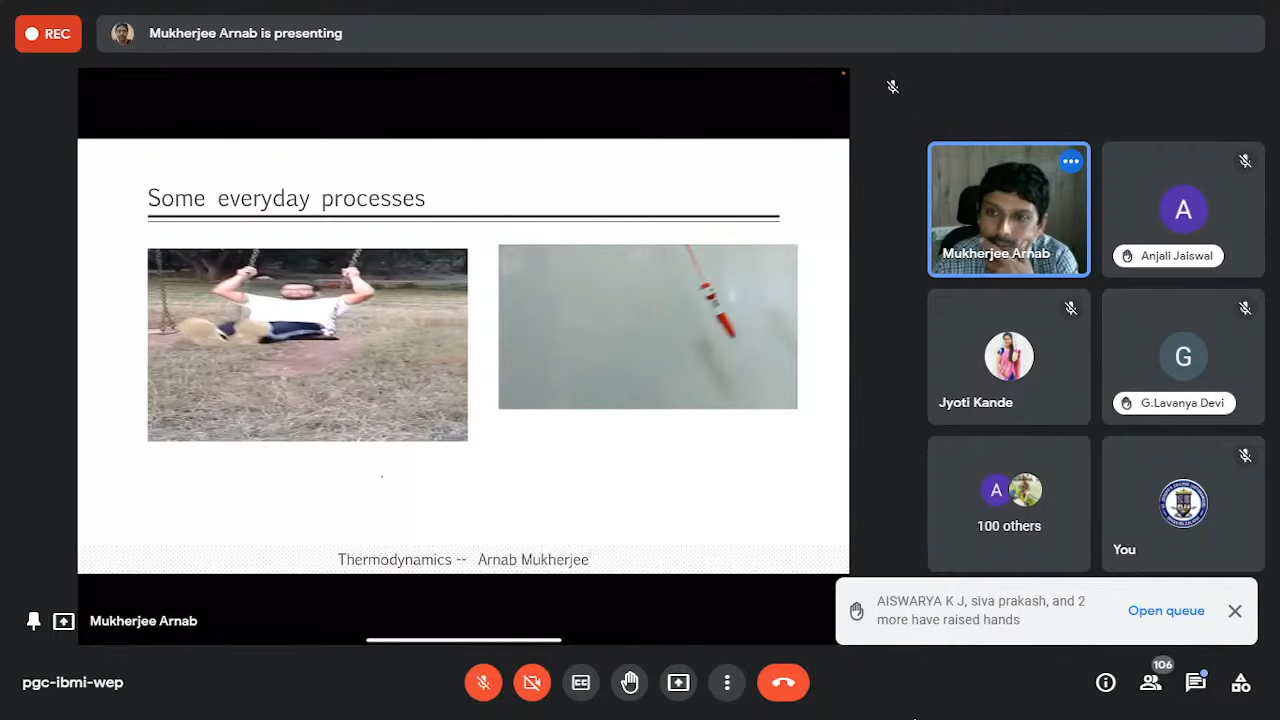 REC
Mukherjee Arnab is presenting
Some everyday processes
Thermodynamics -- Arnab Mukherjee
Mukherjee Arnab
Mukherjee Arnab
A
Anjali Jaiswal
Jyoti Kande
G
G.Lavanya Devi
A
100 others
You
AISWARYA K J, siva prakash, and 2
more have raised hands
Open queue
pgc-ibmi-wep
CC
106